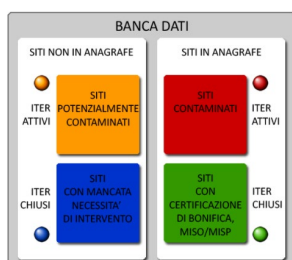 BANCA DATI
SITI NON IN ANAGRAFE
SITI IN ANAGRAFE
ITER
ATTIVI
SITI
POTENZIALMENTE
CONTAMINATI
SITI
CONTAMINATI
ITER
ATTIVI
ITER
CHIUSI
SITI
CON MANCATA
NECESSITA'
DI INTERVENTO
SITI
CON
CERTIFICAZIONE
DI BONIFICA,
MISO/MISP
ITER
CHIUSI